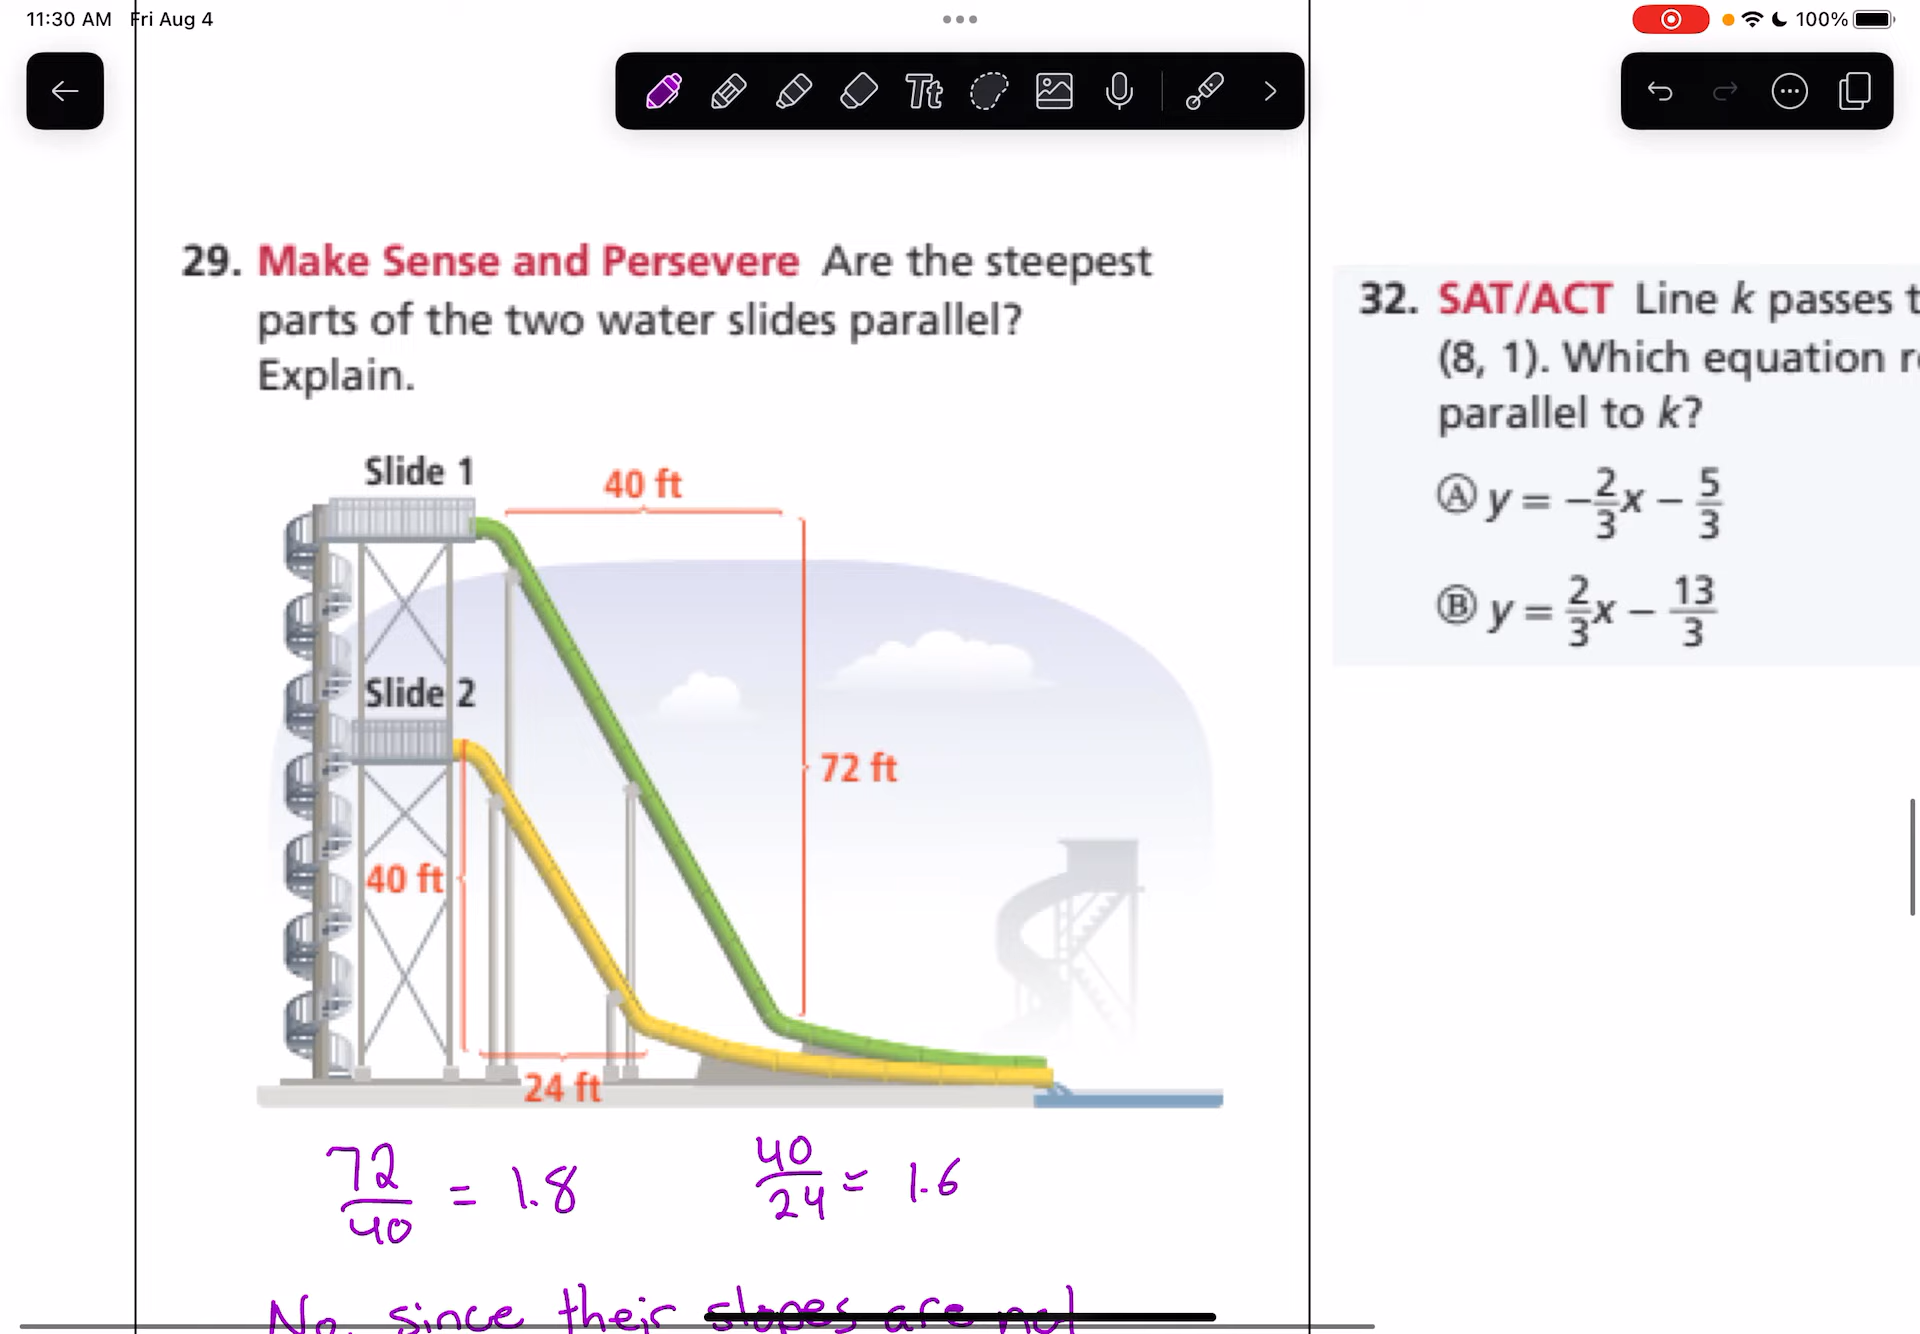 11:30 AM Fri Aug 4
100%
Tt
29. Make Sense and Persevere Are the steepest
parts of the two water slides parallel?
Explain.
Slide 1
40 ft
Slide 2
72 ft
40 ft
24 ft
72/40 = 1.8
40/24 = 1.6
No, since their slopes are not
32. SAT/ACT Line k passes t
(8, 1). Which equation re
parallel to k?
Ⓐ y = -2/3x - 5/3
Ⓑ y = 2/3x - 13/3